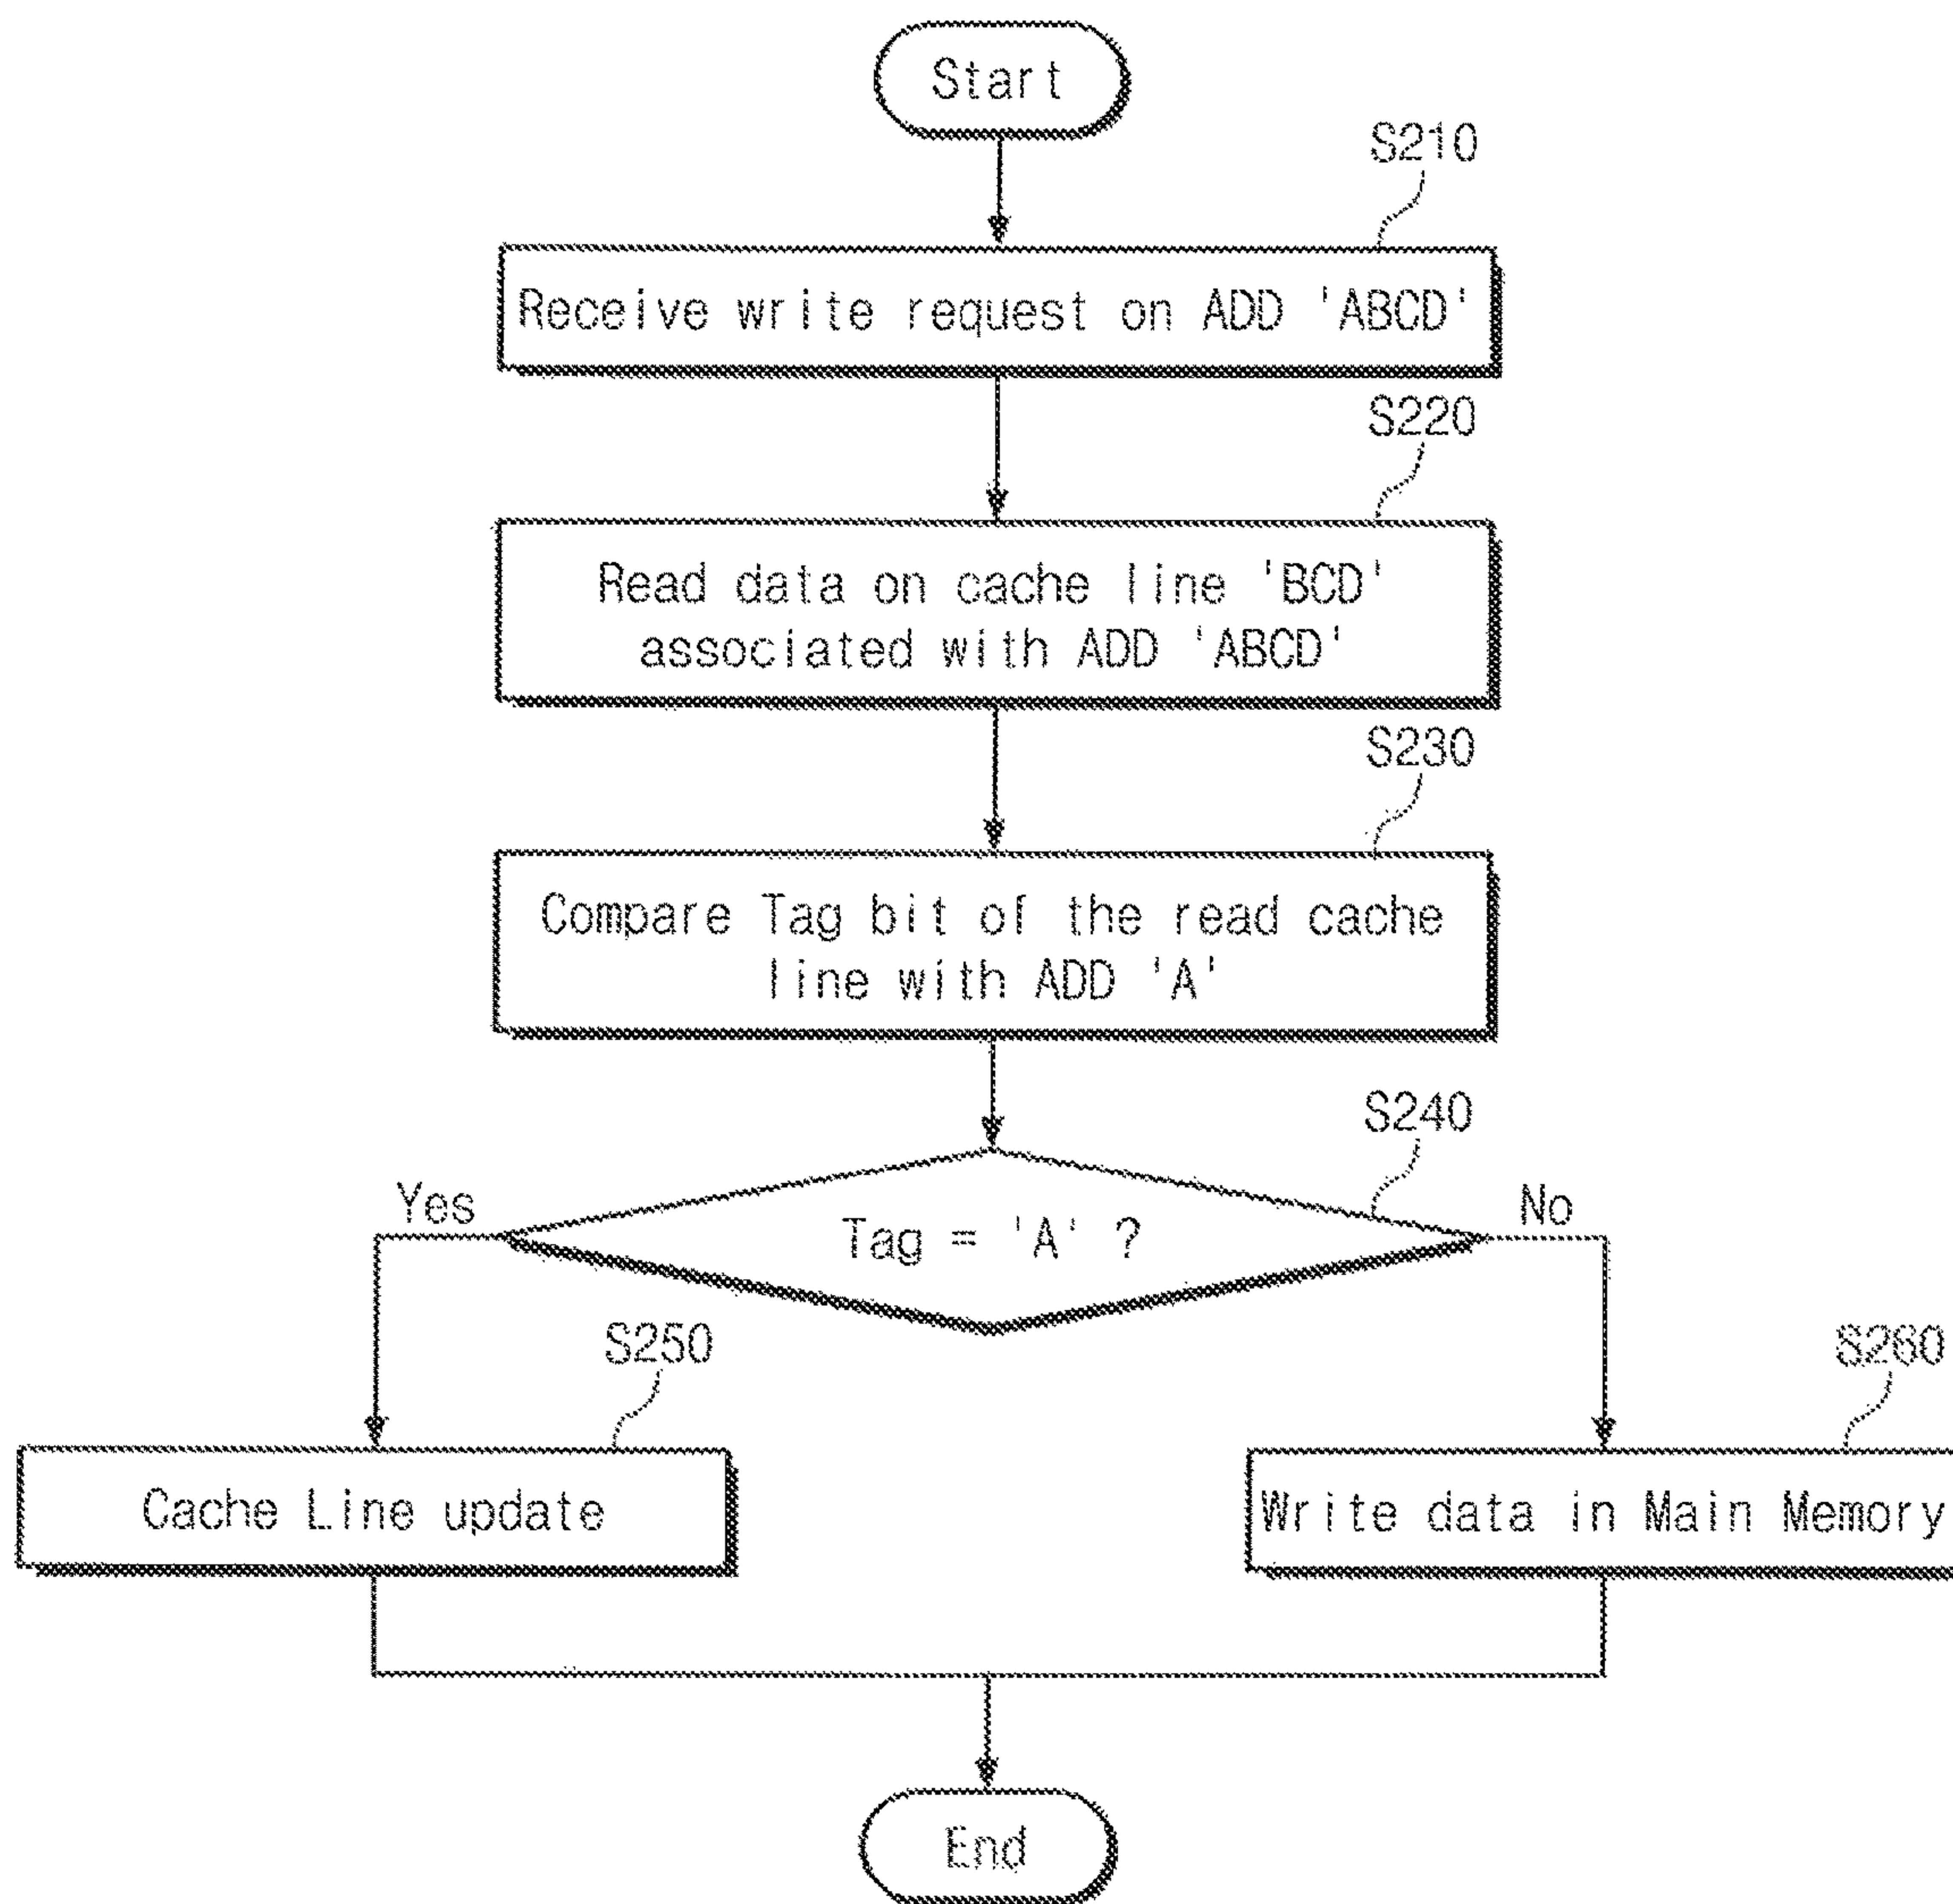 Start
S210
Receive write request on ADD 'ABCD'
S220
Read data on cache line 'BCD'
associated with ADD 'ABCD'
S230
Compare Tag bit of the read cache
line with ADD 'A'
S240
Yes
Tag = 'A' ?
No
S250
S260
Cache Line update
Write data in Main Memory
End